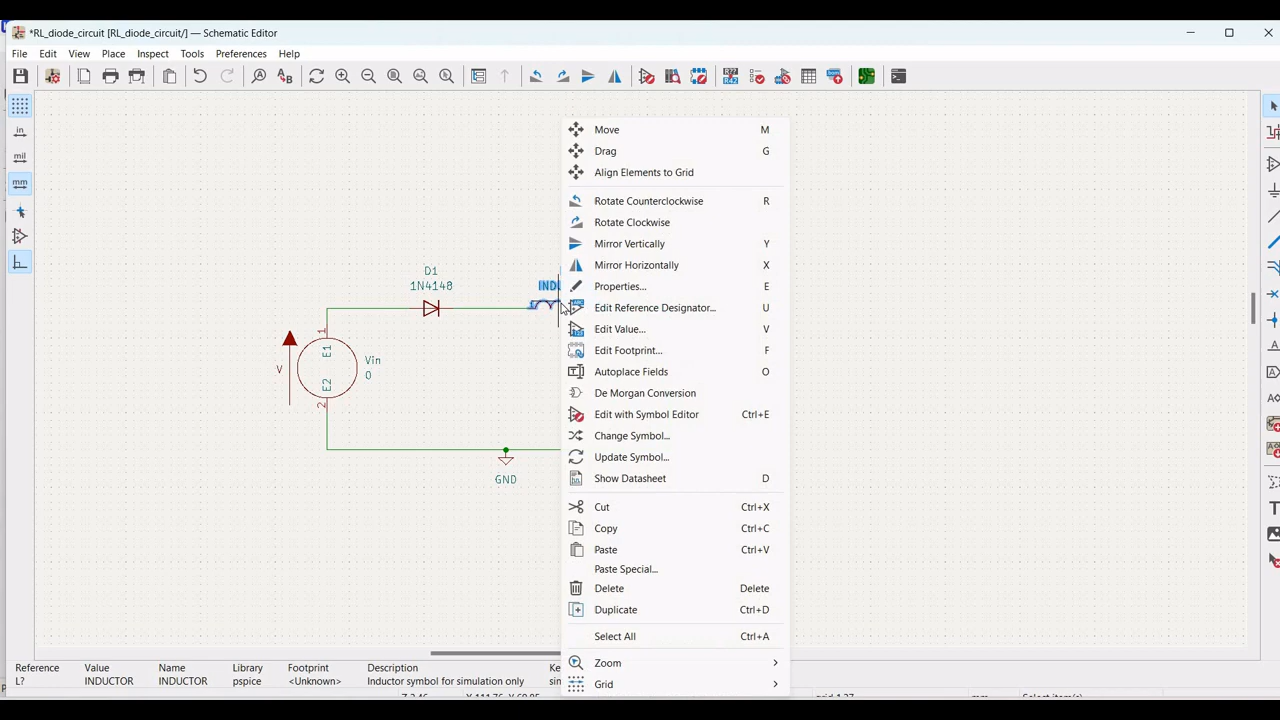 *RL_diode_circuit [RL_diode_circuit/] — Schematic Editor
File Edit View Place Inspect Tools Preferences Help
in
mil
mm
Move M
Drag G
Align Elements to Grid
Rotate Counterclockwise R
Rotate Clockwise
Mirror Vertically Y
Mirror Horizontally X
Properties... E
Edit Reference Designator... U
Edit Value... V
Edit Footprint... F
Autoplace Fields O
De Morgan Conversion
Edit with Symbol Editor Ctrl+E
Change Symbol...
Update Symbol...
Show Datasheet D
Cut Ctrl+X
Copy Ctrl+C
Paste Ctrl+V
Paste Special...
Delete Delete
Duplicate Ctrl+D
Select All Ctrl+A
Zoom
Grid
D1
1N4148
1
E1
V
E2
2
Vin
0
GND
Reference Value Name Library Footprint Description
L? INDUCTOR INDUCTOR pspice <Unknown> Inductor symbol for simulation only